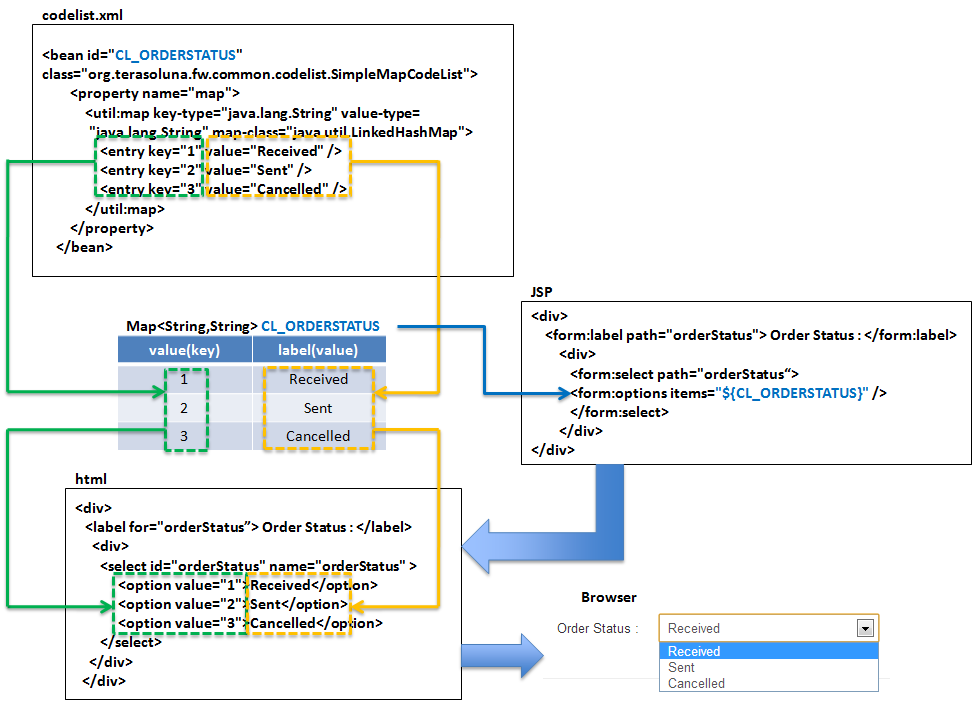 codelist.xml
<bean id="CL_ORDERSTATUS"
class="org.terasoluna.fw.common.codelist.SimpleMapCodeList">
<property name="map">
<util:map key-type="java.lang.String" value-type=
"java.lang.String" map-class="java.util.LinkedHashMap">
<entry key="1" value="Received" />
<entry key="2" value="Sent" />
<entry key="3" value="Cancelled" />
</util:map>
</property>
</bean>
Map<String,String> CL_ORDERSTATUS
value(key) label(value)
1 Received
2 Sent
3 Cancelled
JSP
<div>
<form:label path="orderStatus"> Order Status : </form:label>
<div>
<form:select path="orderStatus“>
<form:options items="${CL_ORDERSTATUS}" />
</form:select>
</div>
</div>
html
<div>
<label for="orderStatus”> Order Status : </label>
<div>
<select id="orderStatus" name="orderStatus" >
<option value="1">Received</option>
<option value="2">Sent</option>
<option value="3">Cancelled</option>
</select>
</div>
</div>
Browser
Order Status : Received
Received
Sent
Cancelled